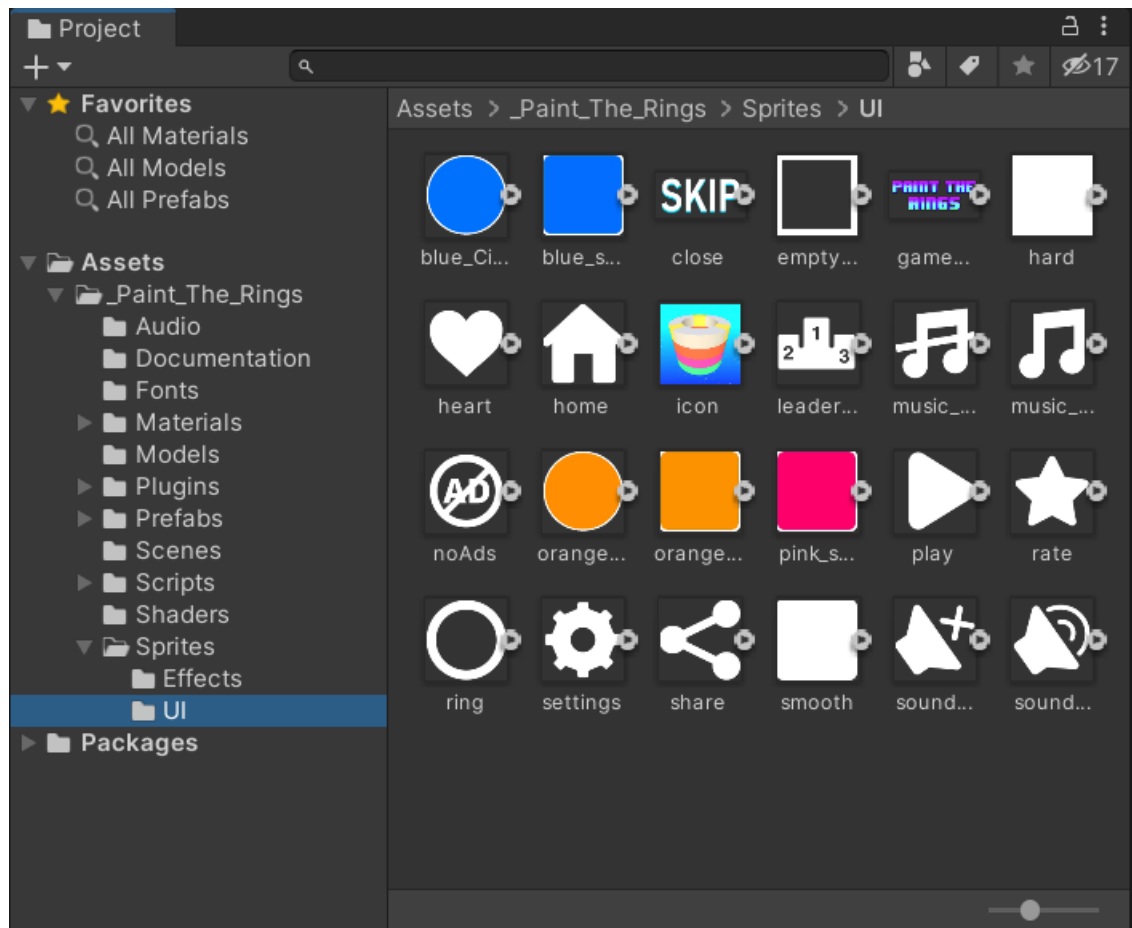 Project
17
Favorites
All Materials
All Models
All Prefabs
Assets
_Paint_The_Rings
Audio
Documentation
Fonts
Materials
Models
Plugins
Prefabs
Scenes
Scripts
Shaders
Sprites
Effects
UI
Packages
Assets > _Paint_The_Rings > Sprites > UI
SKIP
PAINT THE
RINGS
blue_Ci... blue_s... close empty... game... hard
1
2 3
heart home icon leader... music_... music_...
AD
noAds orange... orange... pink_s... play rate
ring settings share smooth sound... sound...